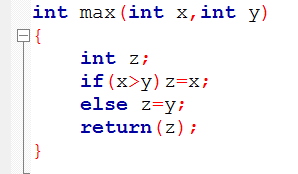 int max(int x,int y)
{
    int z;
    if(x>y)z=x;
    else z=y;
    return(z);
}